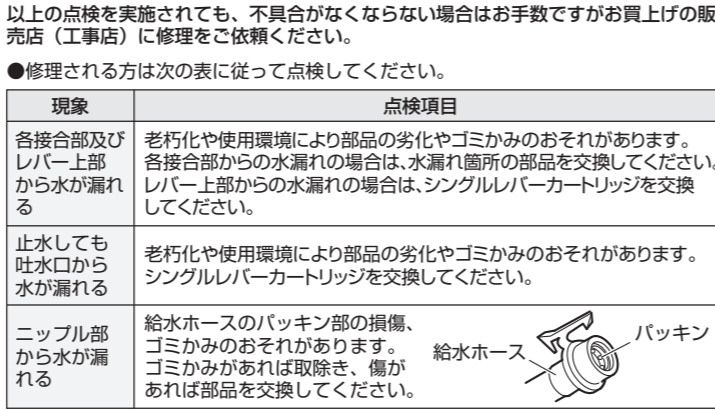 以上の点検を実施されても、不具合がなくならない場合はお手数ですがお買上げの販
売店（工事店）に修理をご依頼ください。
●修理される方は次の表に従って点検してください。
現象
点検項目
各接合部及び
レバー上部
から水が漏れ
る
老朽化や使用環境により部品の劣化やゴミかみのおそれがあります。
各接合部からの水漏れの場合は、水漏れ箇所の部品を交換してください。
レバー上部からの水漏れの場合は、シングルレバーカートリッジを交換
してください。
止水しても
吐水口から
水が漏れる
老朽化や使用環境により部品の劣化やゴミかみのおそれがあります。
シングルレバーカートリッジを交換してください。
ニップル部
から水が漏
れる
給水ホースのパッキン部の損傷、
ゴミかみのおそれがあります。
ゴミかみがあれば取除き、傷が
あれば部品を交換してください。
給水ホース
パッキン